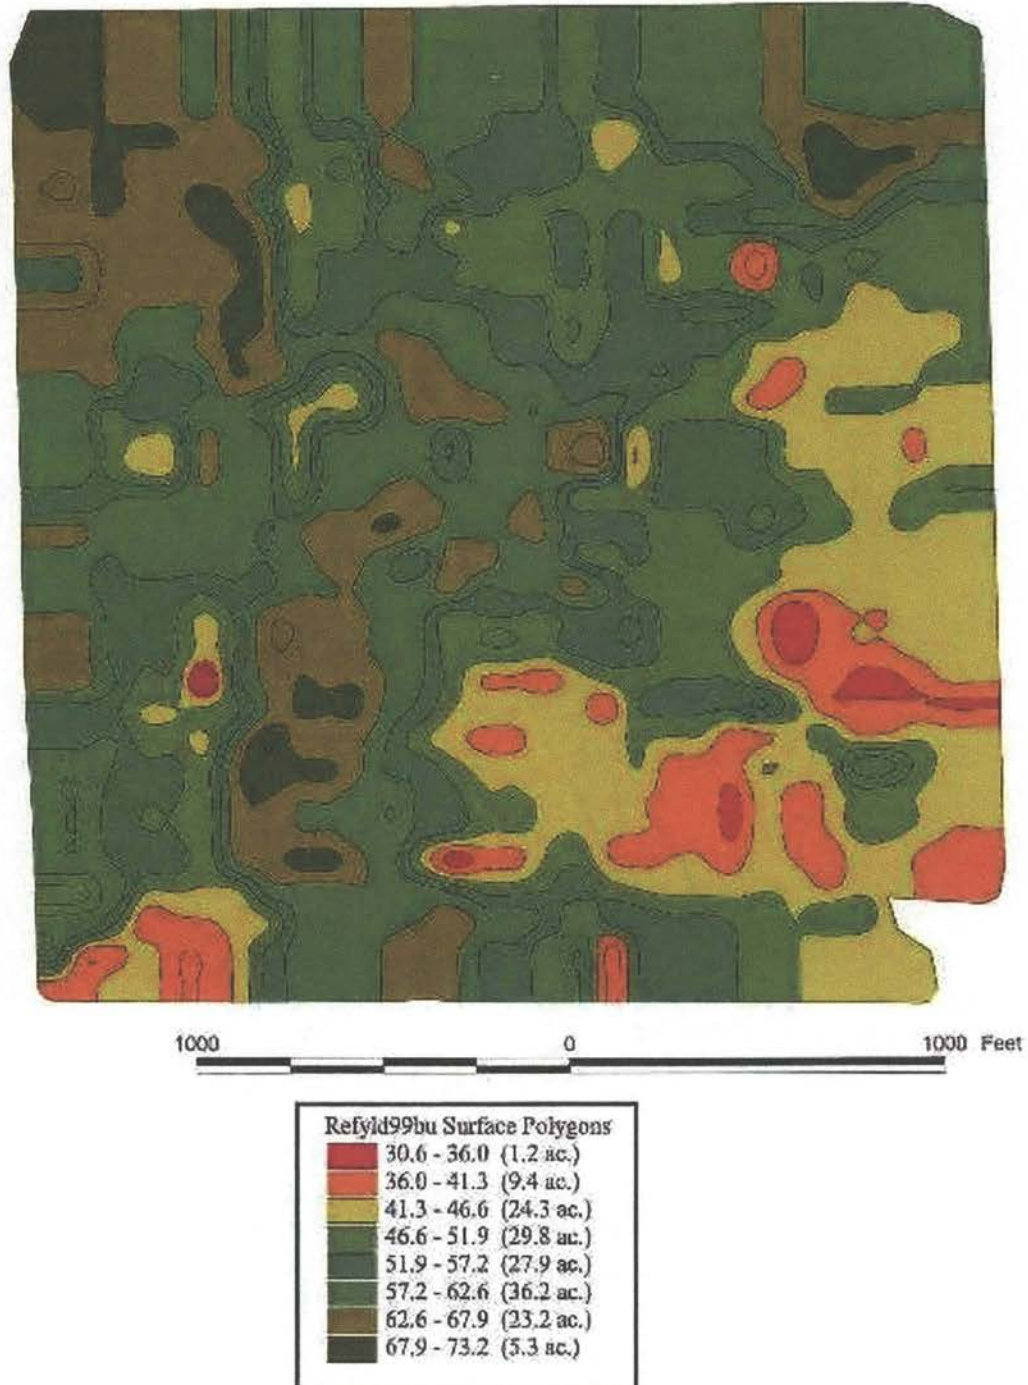 1000 0 1000 Feet
Refyld99bu Surface Polygons
30.6 - 36.0 (1.2 ac.)
36.0 - 41.3 (9.4 ac.)
41.3 - 46.6 (24.3 ac.)
46.6 - 51.9 (29.8 ac.)
51.9 - 57.2 (27.9 ac.)
57.2 - 62.6 (36.2 ac.)
62.6 - 67.9 (23.2 ac.)
67.9 - 73.2 (5.3 ac.)